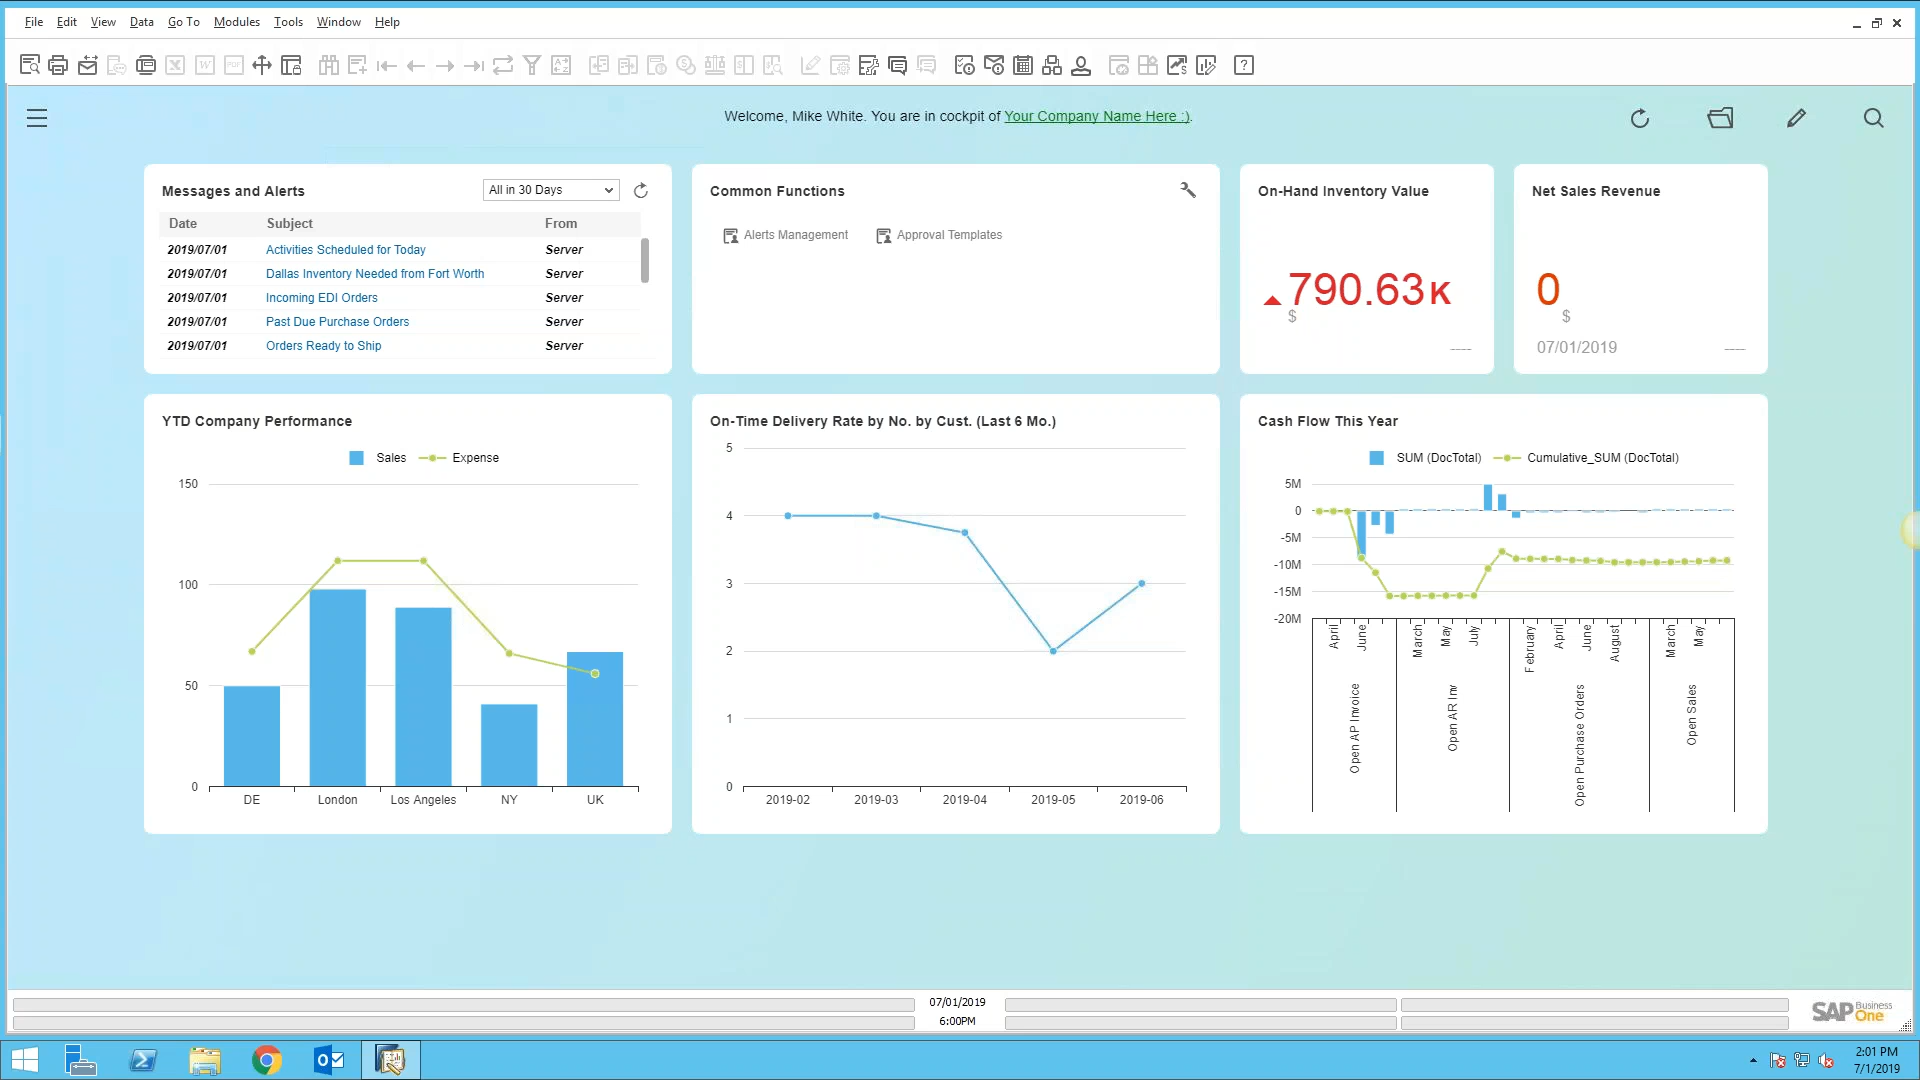 File Edit View Data Go To Modules Tools Window Help
Welcome, Mike White. You are in cockpit of Your Company Name Here :).
Messages and Alerts
All in 30 Days
Date Subject From
2019/07/01 Activities Scheduled for Today Server
2019/07/01 Dallas Inventory Needed from Fort Worth Server
2019/07/01 Incoming EDI Orders Server
2019/07/01 Past Due Purchase Orders Server
2019/07/01 Orders Ready to Ship Server
Common Functions
Alerts Management Approval Templates
On-Hand Inventory Value
790.63K
$
Net Sales Revenue
0
$
07/01/2019
YTD Company Performance
Sales Expense
150
100
50
0
DE London Los Angeles NY UK
On-Time Delivery Rate by No. by Cust. (Last 6 Mo.)
5
4
3
2
1
0
2019-02 2019-03 2019-04 2019-05 2019-06
Cash Flow This Year
SUM (DocTotal) Cumulative_SUM (DocTotal)
5M
0
-5M
-10M
-15M
-20M
April June March May July February April June August March May
Open AP Invoice Open AR Inv Open Purchase Orders Open Sales
07/01/2019
6:00PM
SAP Business One
2:01 PM
7/1/2019